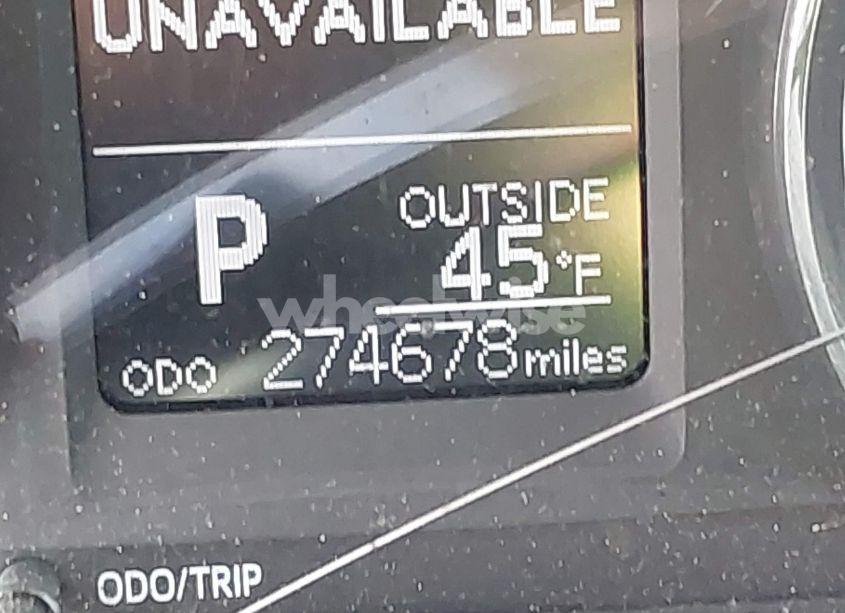 UNAVAILABLE
P
OUTSIDE
45°F
wheelwise
ODO 274678 miles
ODO/TRIP